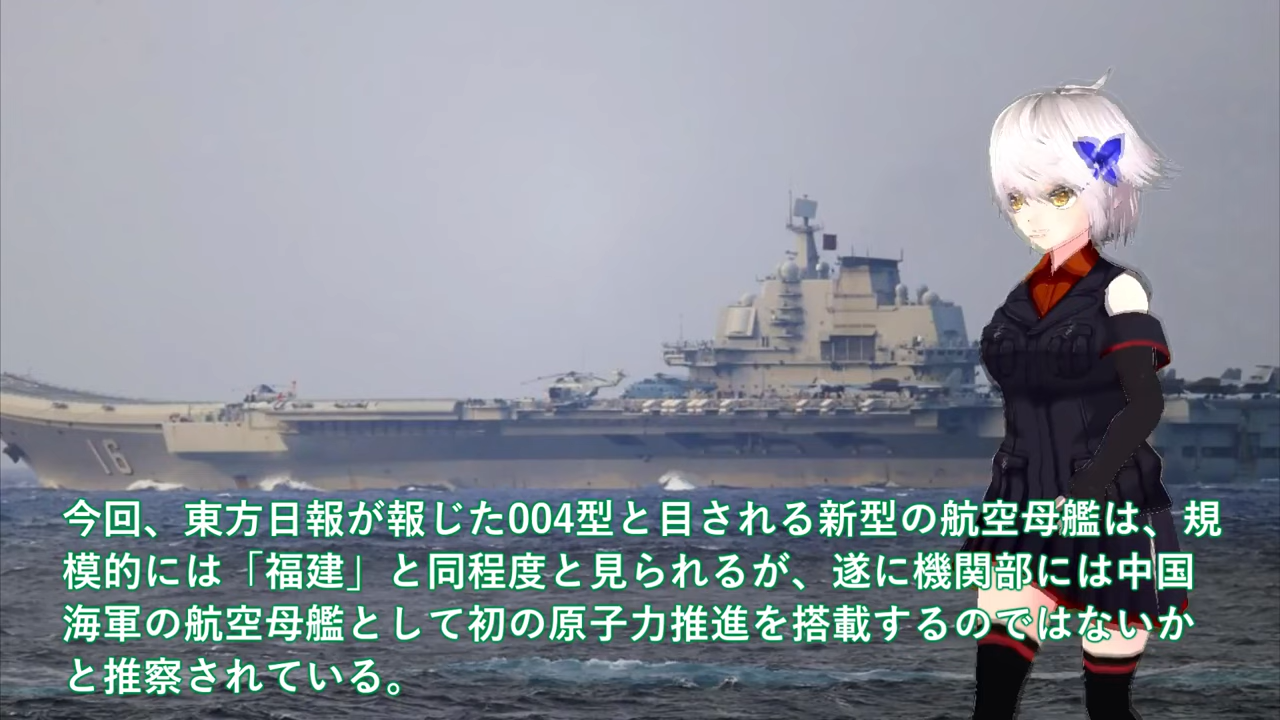 16
今回、東方日報が報じた004型と目される新型の航空母艦は、規
模的には「福建」と同程度と見られるが、遂に機関部には中国
海軍の航空母艦として初の原子力推進を搭載するのではないか
と推察されている。